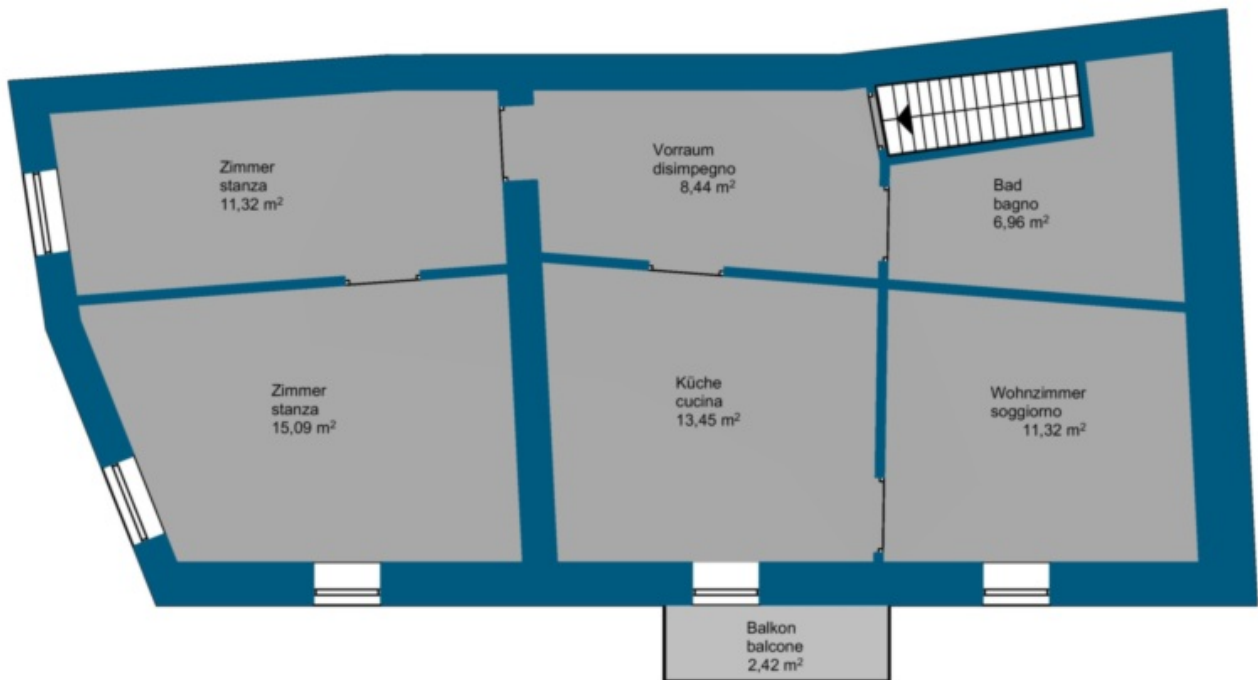 Zimmer
stanza
11,32 m²
Vorraum
disimpegno
8,44 m²
Bad
bagno
6,96 m²
Zimmer
stanza
15,09 m²
Küche
cucina
13,45 m²
Wohnzimmer
soggiorno
11,32 m²
Balkon
balcone
2,42 m²